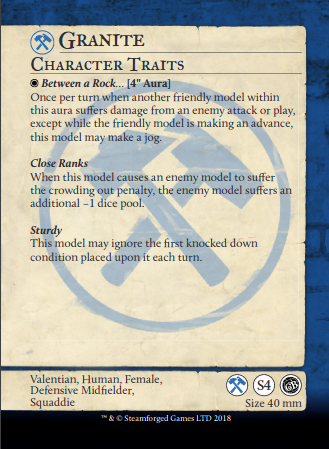 GRANITE
CHARACTER TRAITS
Between a Rock... [4" Aura]
Once per turn when another friendly model within
this aura suffers damage from an enemy attack or play,
except while the friendly model is making an advance,
this model may make a jog.
Close Ranks
When this model causes an enemy model to suffer
the crowding out penalty, the enemy model suffers an
additional −1 dice pool.
Sturdy
This model may ignore the first knocked down
condition placed upon it each turn.
Valentian, Human, Female,
Defensive Midfielder,
Squaddie
S4
Size 40 mm
™ & © Steamforged Games LTD 2018